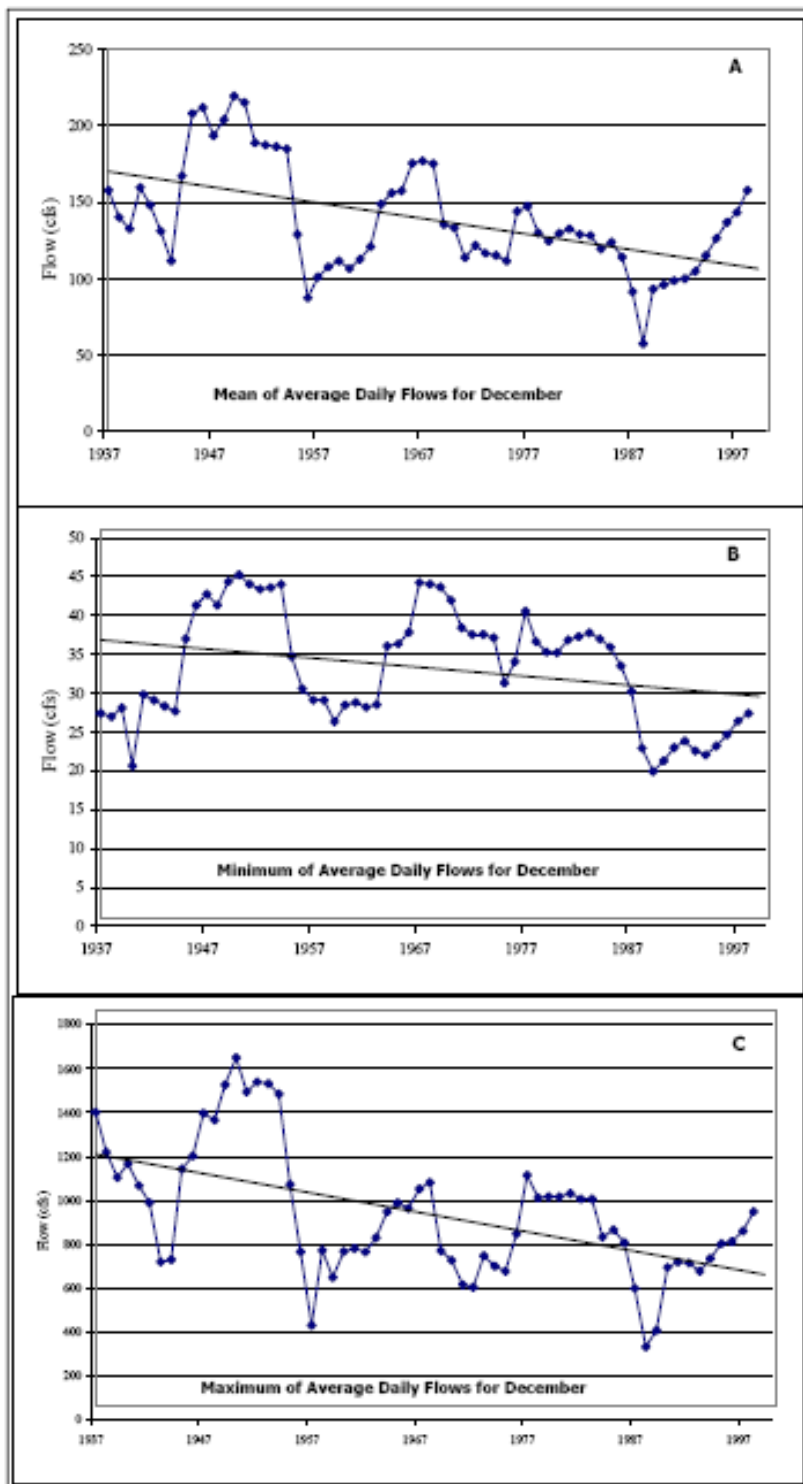 A
250
200
150
100
50
0
Flow (cfs)
Mean of Average Daily Flows for December
1937 1947 1957 1967 1977 1987 1997
B
50
45
40
35
30
25
20
15
10
5
0
Flow (cfs)
Minimum of Average Daily Flows for December
1937 1947 1957 1967 1977 1987 1997
C
1800
1600
1400
1200
1000
800
600
400
200
0
Flow (cfs)
Maximum of Average Daily Flows for December
1937 1947 1957 1967 1977 1987 1997